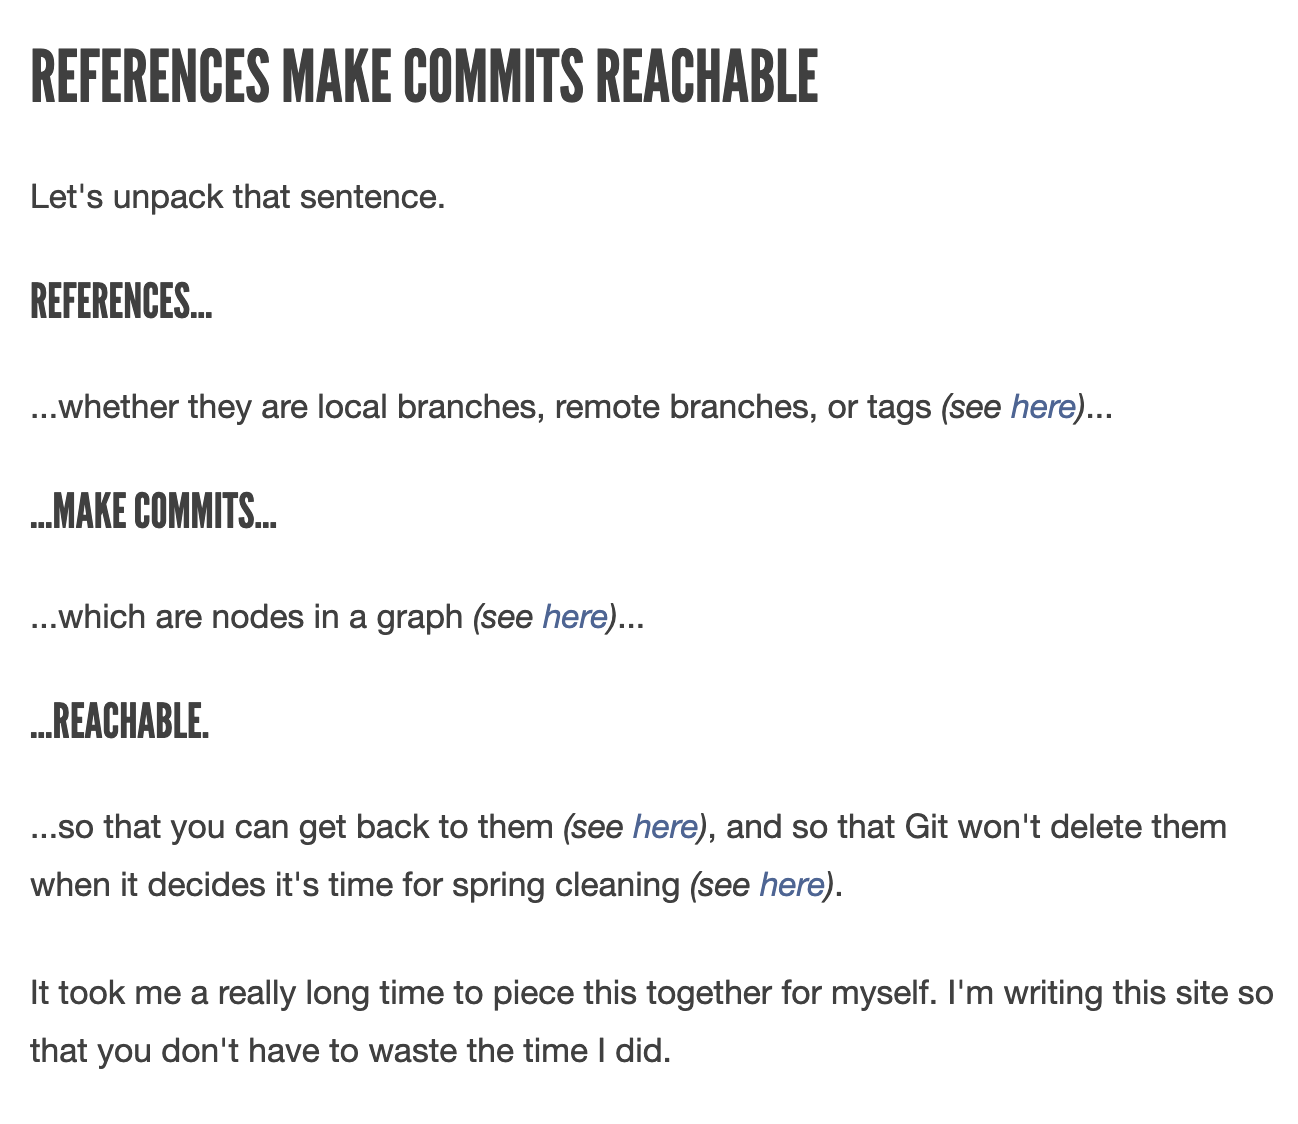 REFERENCES MAKE COMMITS REACHABLE
Let's unpack that sentence.
REFERENCES...
...whether they are local branches, remote branches, or tags (see here)...
...MAKE COMMITS...
...which are nodes in a graph (see here)...
...REACHABLE.
...so that you can get back to them (see here), and so that Git won't delete them
when it decides it's time for spring cleaning (see here).
It took me a really long time to piece this together for myself. I'm writing this site so
that you don't have to waste the time I did.